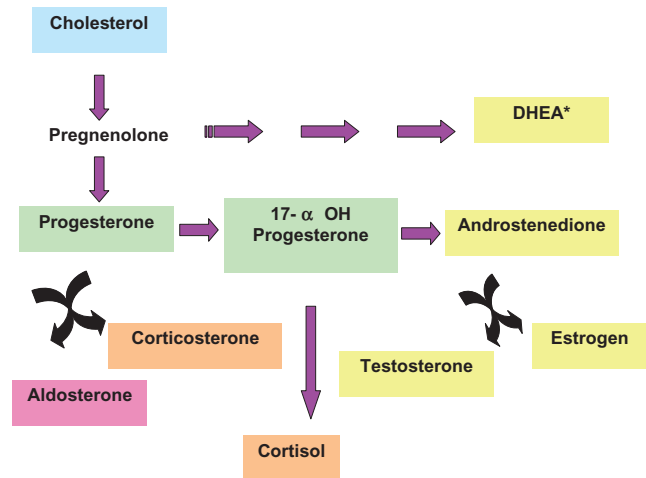 Cholesterol
Pregnenolone
DHEA*
Progesterone
17- α OH
Progesterone
Androstenedione
Corticosterone
Estrogen
Testosterone
Aldosterone
Cortisol